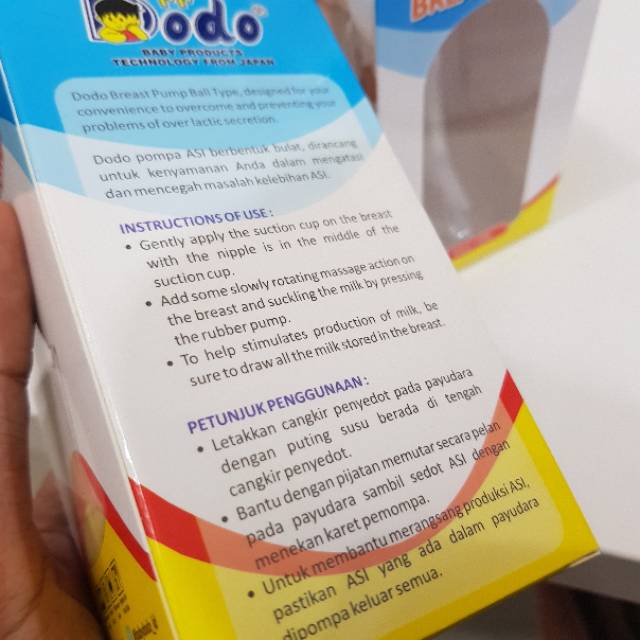 Dodo
BABY PRODUCTS
TECHNOLOGY FROM JAPAN
Dodo Breast Pump Ball Type, designed for your
convenience to overcome and preventing your
problems of over lactic secretion.
Dodo pompa ASI berbentuk bulat, dirancang
untuk kenyamanan Anda dalam mengatasi
dan mencegah masalah kelebihan ASI.
INSTRUCTIONS OF USE :
• Gently apply the suction cup on the breast
with the nipple is in the middle of the
suction cup.
• Add some slowly rotating massage action on
the breast and suckling the milk by pressing
the rubber pump.
• To help stimulates production of milk, be
sure to draw all the milk stored in the breast.
PETUNJUK PENGGUNAAN :
• Letakkan cangkir penyedot pada payudara
dengan puting susu berada di tengah
cangkir penyedot.
• Bantu dengan pijatan memutar secara pelan
pada payudara sambil sedot ASI dengan
menekan karet pemompa.
• Untuk membantu merangsang produksi ASI,
pastikan ASI yang ada dalam payudara
dipompa keluar semua.